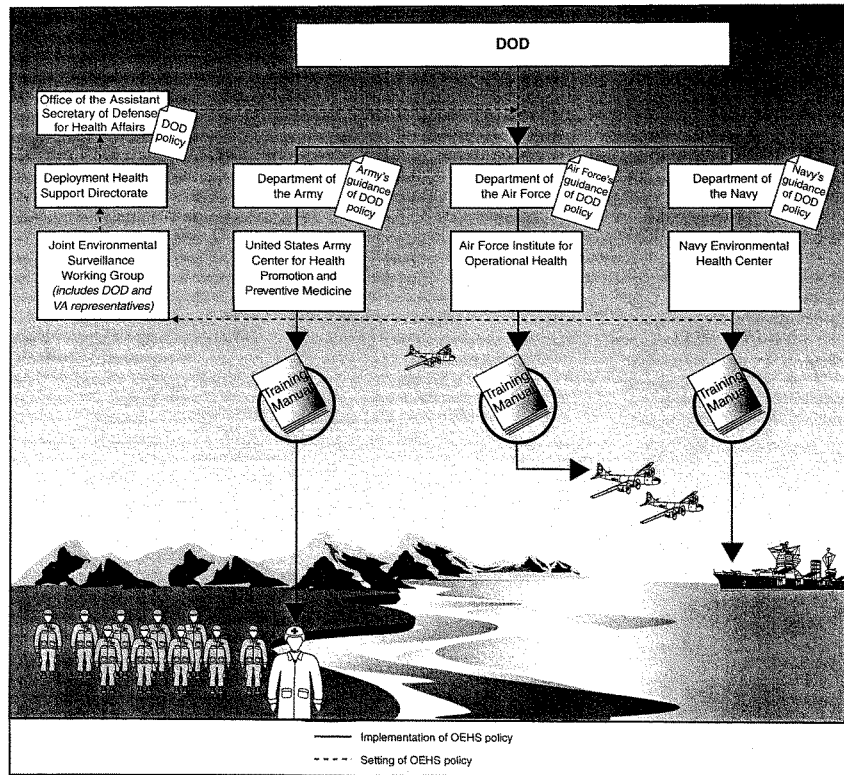 DOD
Office of the Assistant
Secretary of Defense
for Health Affairs
DOD
policy
Deployment Health
Support Directorate
Joint Environmental
Surveillance
Working Group
(includes DOD and
VA representatives)
Department of
the Army
Army's
guidance
of DOD
policy
United States Army
Center for Health
Promotion and
Preventive Medicine
Department of
the Air Force
Air Force's
guidance
of DOD
policy
Air Force Institute for
Operational Health
Department of
the Navy
Navy's
guidance
of DOD
policy
Navy Environmental
Health Center
Training
Manual
Training
Manual
Training
Manual
Implementation of OEHS policy
Setting of OEHS policy